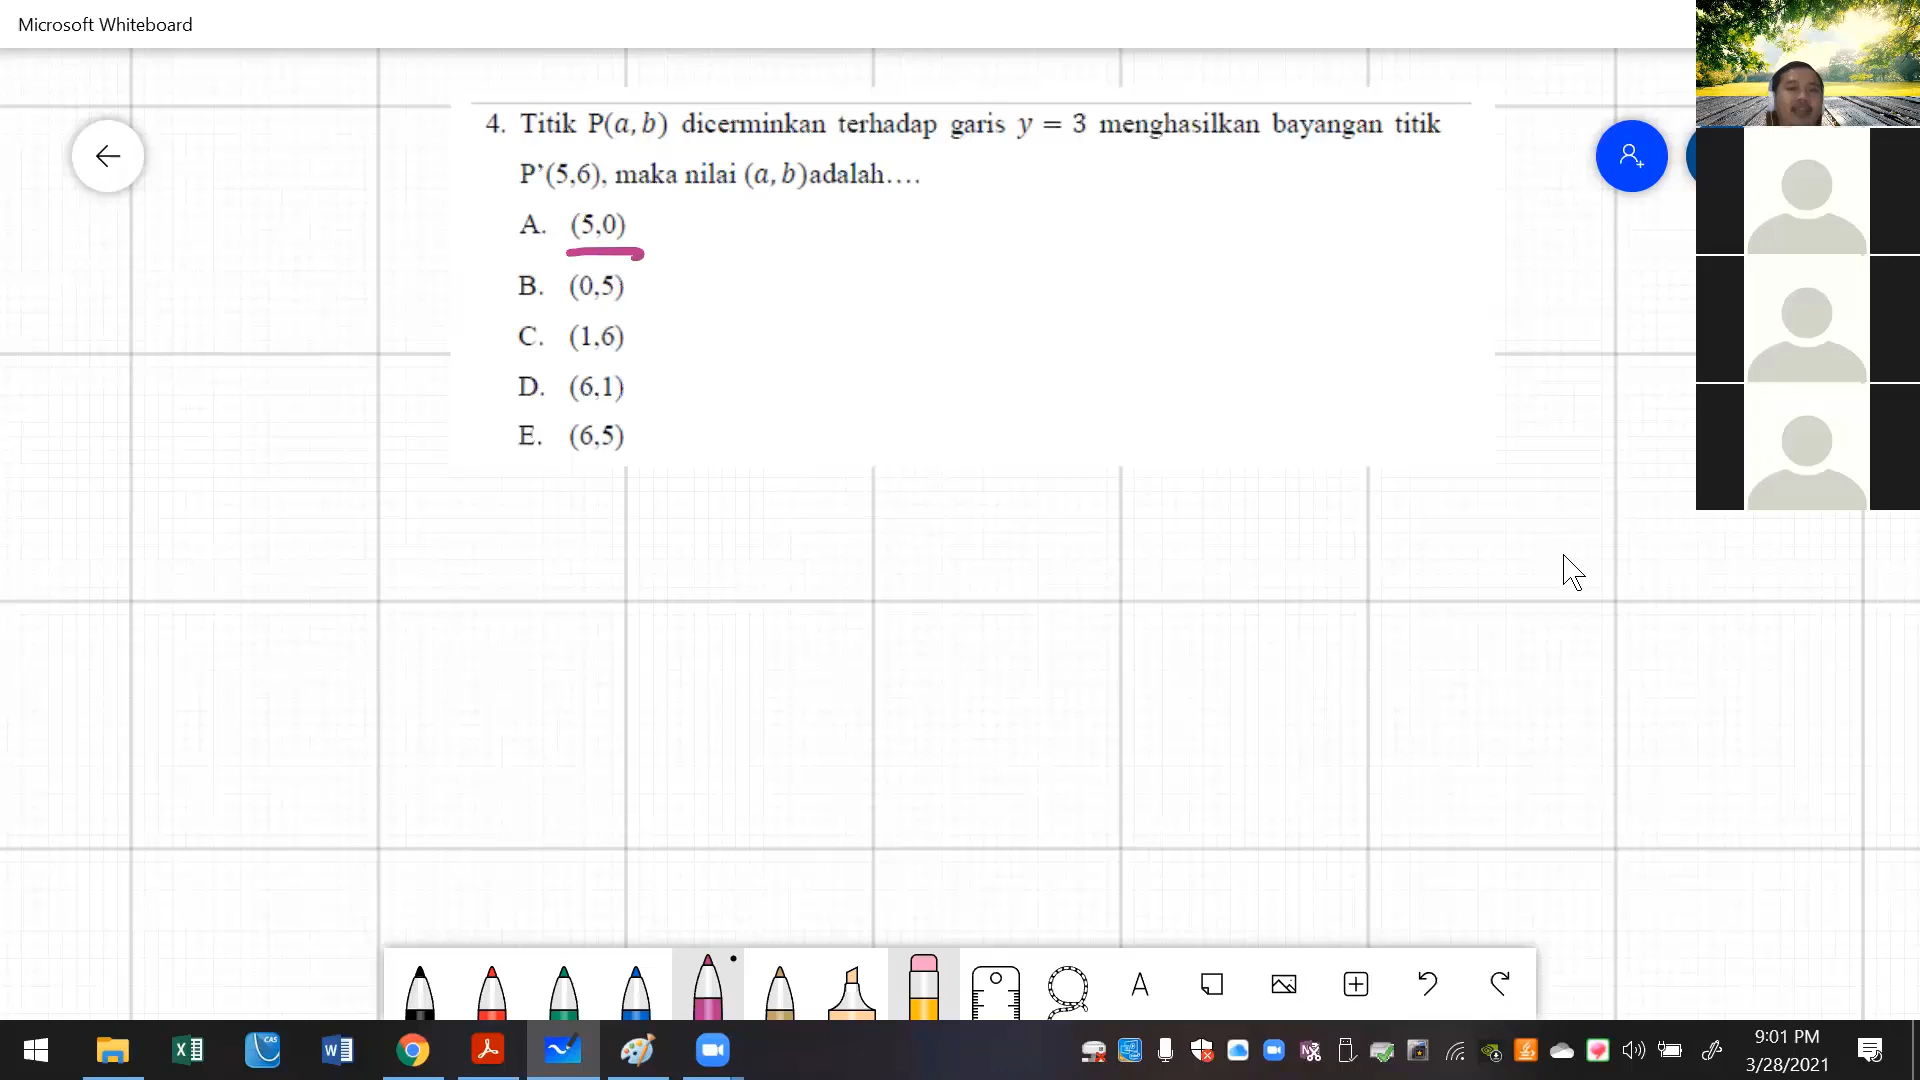 Microsoft Whiteboard
4. Titik P(a, b) dicerminkan terhadap garis y = 3 menghasilkan bayangan titik
P’(5,6), maka nilai (a, b)adalah….
A. (5,0)
B. (0,5)
C. (1,6)
D. (6,1)
E. (6,5)
9:01 PM
3/28/2021